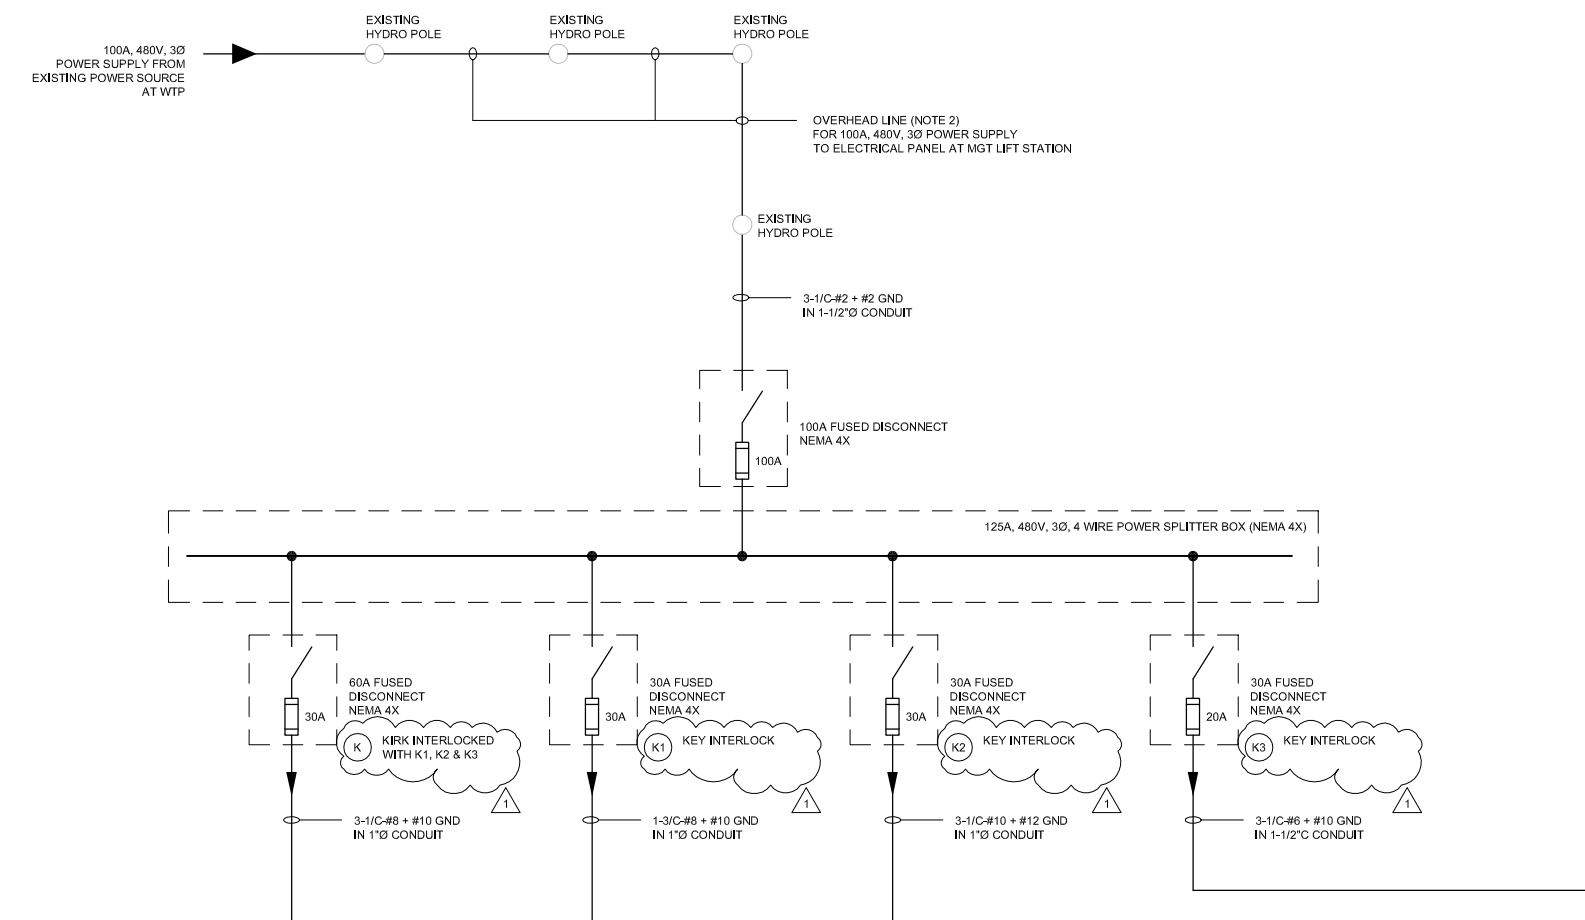 EXISTING
HYDRO POLE
EXISTING
HYDRO POLE
EXISTING
HYDRO POLE
100A, 480V, 3Ø
POWER SUPPLY FROM
EXISTING POWER SOURCE
AT WTP
OVERHEAD LINE (NOTE 2)
FOR 100A, 480V, 3Ø POWER SUPPLY
TO ELECTRICAL PANEL AT MGT LIFT STATION
EXISTING
HYDRO POLE
3-1/C-#2 + #2 GND
IN 1-1/2"Ø CONDUIT
100A FUSED DISCONNECT
NEMA 4X
100A
125A, 480V, 3Ø, 4 WIRE POWER SPLITTER BOX (NEMA 4X)
60A FUSED
DISCONNECT
NEMA 4X
30A
K
KIRK INTERLOCKED
WITH K1, K2 & K3
1
3-1/C-#8 + #10 GND
IN 1"Ø CONDUIT
30A FUSED
DISCONNECT
NEMA 4X
30A
K1
KEY INTERLOCK
1
1-3/C-#8 + #10 GND
IN 1"Ø CONDUIT
30A FUSED
DISCONNECT
NEMA 4X
30A
K2
KEY INTERLOCK
1
3-1/C-#10 + #12 GND
IN 1"Ø CONDUIT
30A FUSED
DISCONNECT
NEMA 4X
20A
K3
KEY INTERLOCK
1
3-1/C-#6 + #10 GND
IN 1-1/2"C CONDUIT